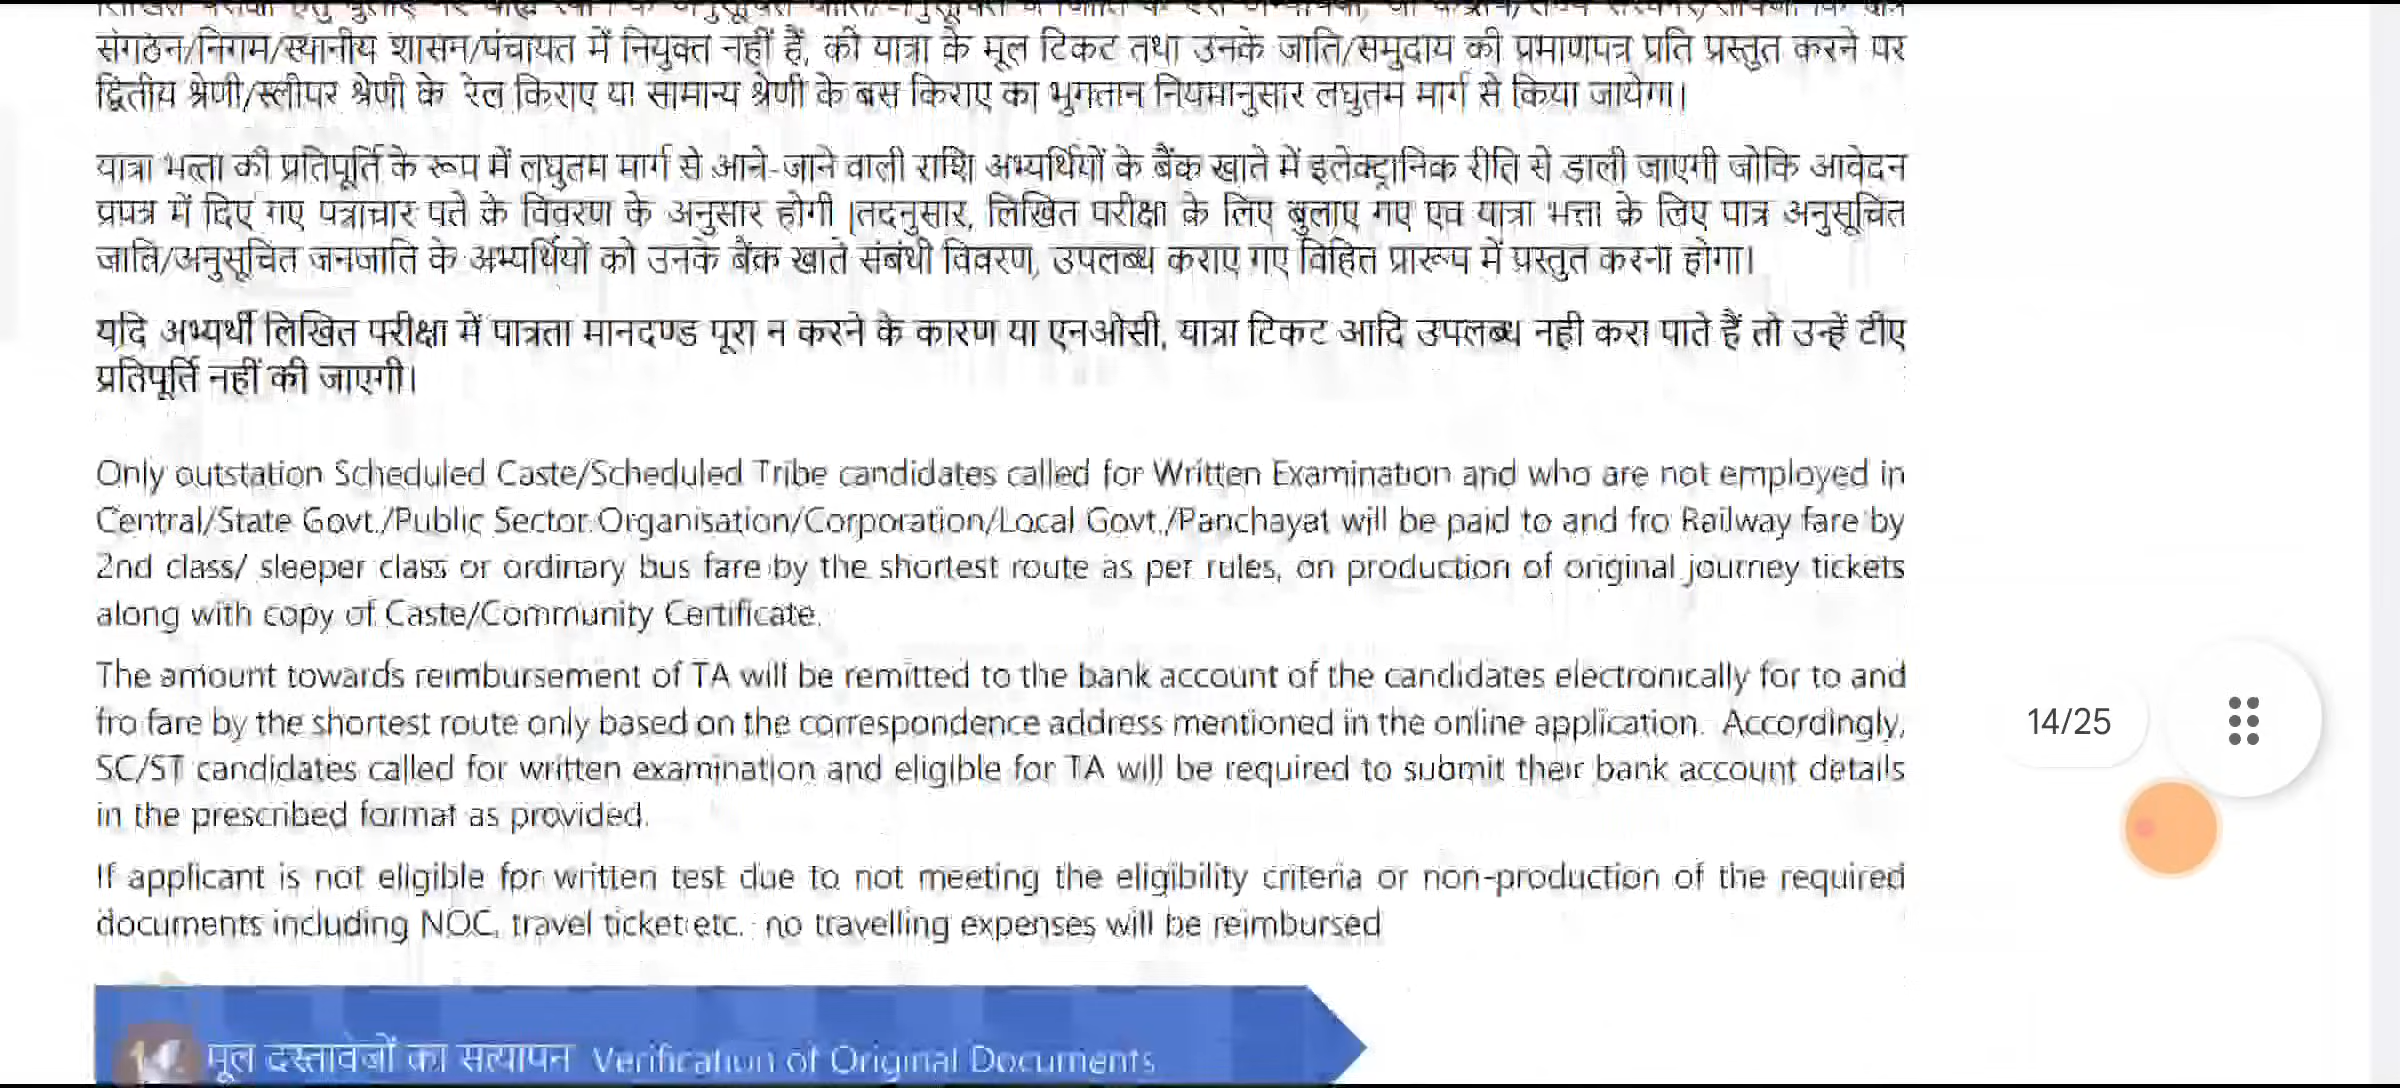 संगठन/निगम/स्थानीय शासन/पंचायत में नियुक्त नहीं हैं, को यात्रा के मूल टिकट तथा उनके जाति/समुदाय की प्रमाणपत्र प्रति प्रस्तुत करने पर
द्वितीय श्रेणी/स्लीपर श्रेणी के रेल किराए या सामान्य श्रेणी के बस किराए का भुगतान नियमानुसार लघुतम मार्ग से किया जायेगा।
यात्रा भत्ता की प्रतिपूर्ति के रूप में लघुतम मार्ग से आने-जाने वाली राशि अभ्यर्थियों के बैंक खाते में इलेक्ट्रानिक रीति से डाली जाएगी जोकि आवेदन
प्रपत्र में दिए गए पत्राचार पते के विवरण के अनुसार होगी |तदनुसार, लिखित परीक्षा के लिए बुलाए गए एव यात्रा भत्ता के लिए पात्र अनुसूचित
जाति/अनुसूचित जनजाति के अभ्यर्थियों को उनके बैंक खाते संबंधी विवरण, उपलब्ध कराए गए विहित प्रारूप में प्रस्तुत करना होगा।
यदि अभ्यर्थी लिखित परीक्षा में पात्रता मानदण्ड पूरा न करने के कारण या एनओसी, यात्रा टिकट आदि उपलब्ध नही करा पाते हैं तो उन्हें टीए
प्रतिपूर्ति नहीं की जाएगी।
Only outstation Scheduled Caste/Scheduled Tribe candidates called for Written Examination and who are not employed in
Central/State Govt./Public Sector Organisation/Corporation/Local Govt./Panchayat will be paid to and fro Railway fare by
2nd class/ sleeper class or ordinary bus fare by the shortest route as per rules, on production of original journey tickets
along with copy of Caste/Community Certificate.
The amount towards reimbursement of TA will be remitted to the bank account of the candidates electronically for to and
fro fare by the shortest route only based on the correspondence address mentioned in the online application. Accordingly,
SC/ST candidates called for written examination and eligible for TA will be required to submit their bank account details
in the prescribed format as provided.
14/25
If applicant is not eligible for written test due to not meeting the eligibility criteria or non-production of the required
documents including NOC, travel ticket etc. no travelling expenses will be reimbursed
मूल दस्तावेजों का सत्यापन Verification of Original Documents